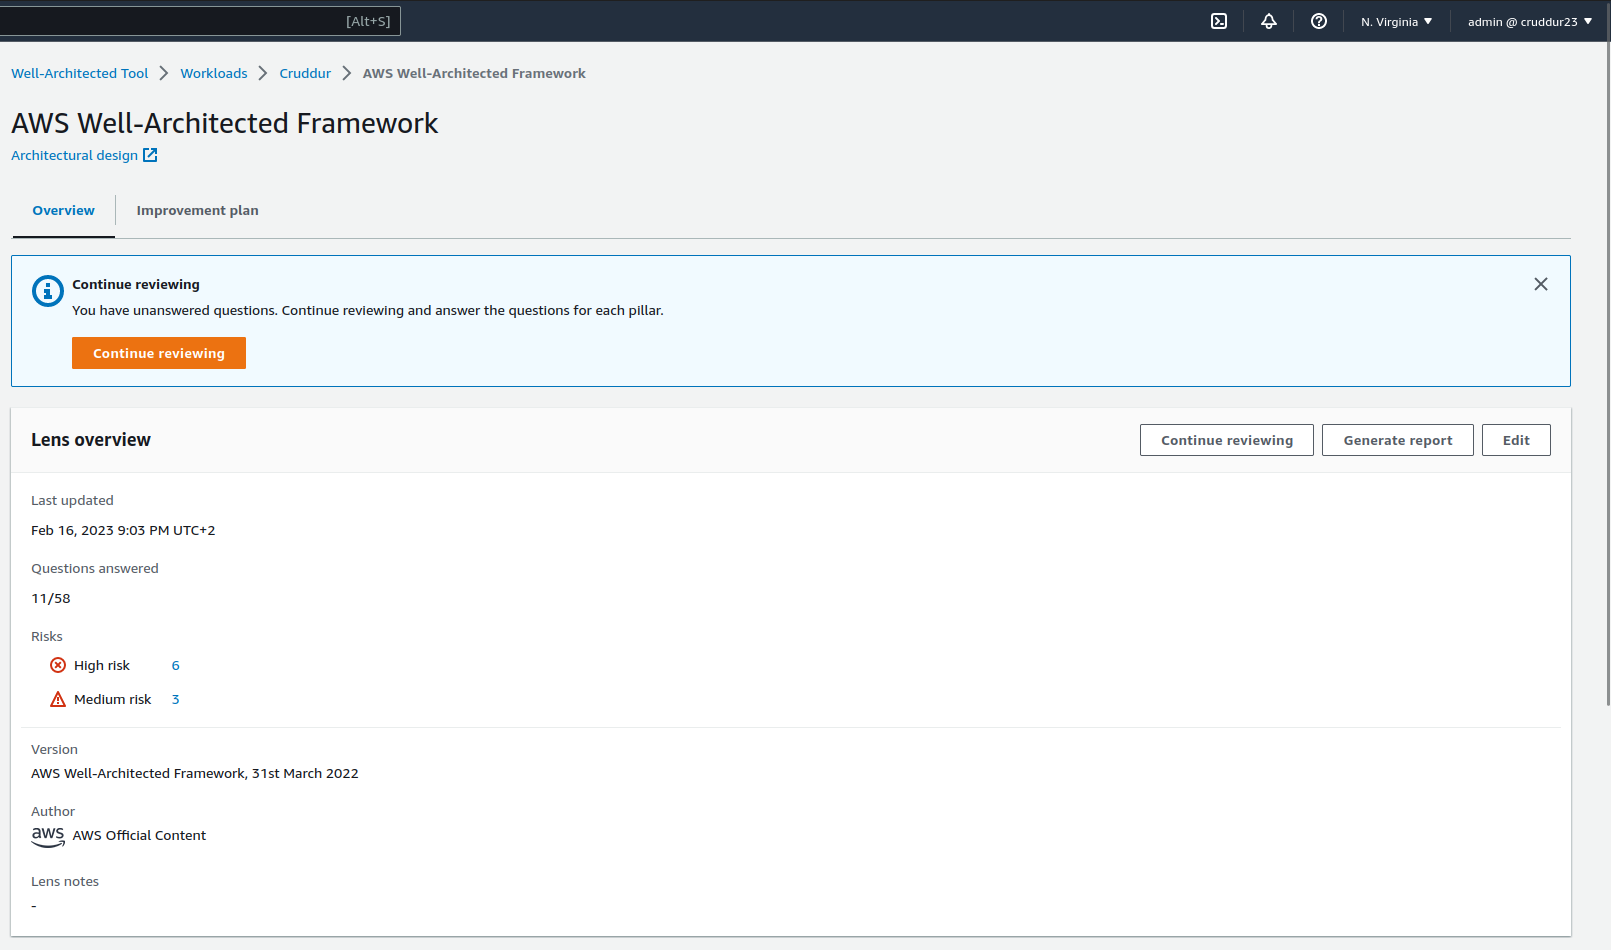 [Alt+S]
N. Virginia
admin @ cruddur23
Well-Architected Tool
Workloads
Cruddur
AWS Well-Architected Framework
AWS Well-Architected Framework
Architectural design
Overview
Improvement plan
Continue reviewing
You have unanswered questions. Continue reviewing and answer the questions for each pillar.
Continue reviewing
Lens overview
Continue reviewing
Generate report
Edit
Last updated
Feb 16, 2023 9:03 PM UTC+2
Questions answered
11/58
Risks
High risk 6
Medium risk 3
Version
AWS Well-Architected Framework, 31st March 2022
Author
aws AWS Official Content
Lens notes
-